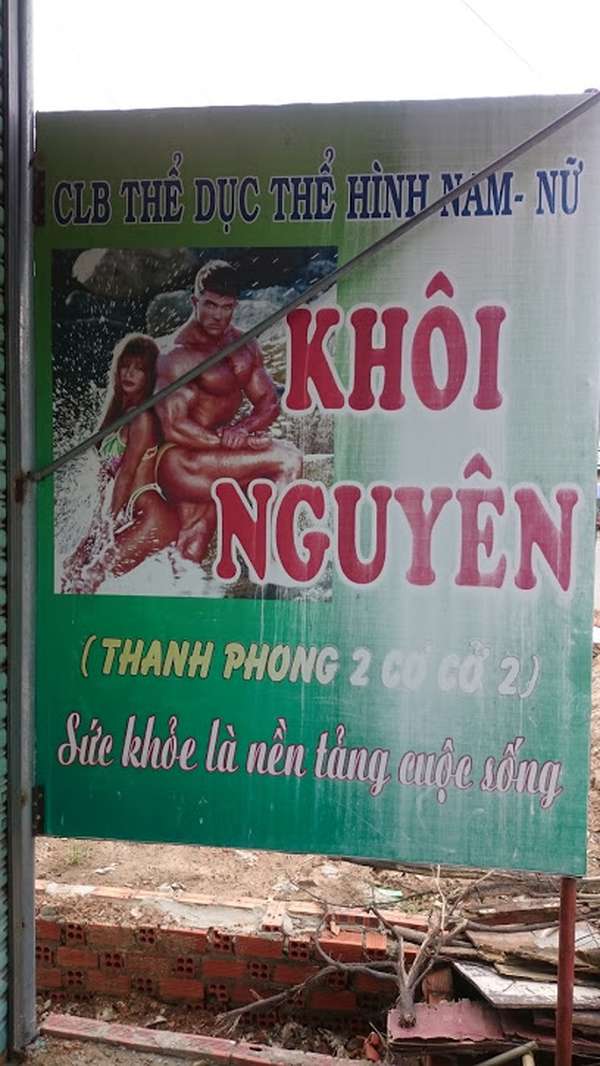 CLB THỂ DỤC THỂ HÌNH NAM- NỮ
KHÔI
NGUYÊN
(THANH PHONG 2 CƠ CỞ 2)
Sức khỏe là nền tảng cuộc sống